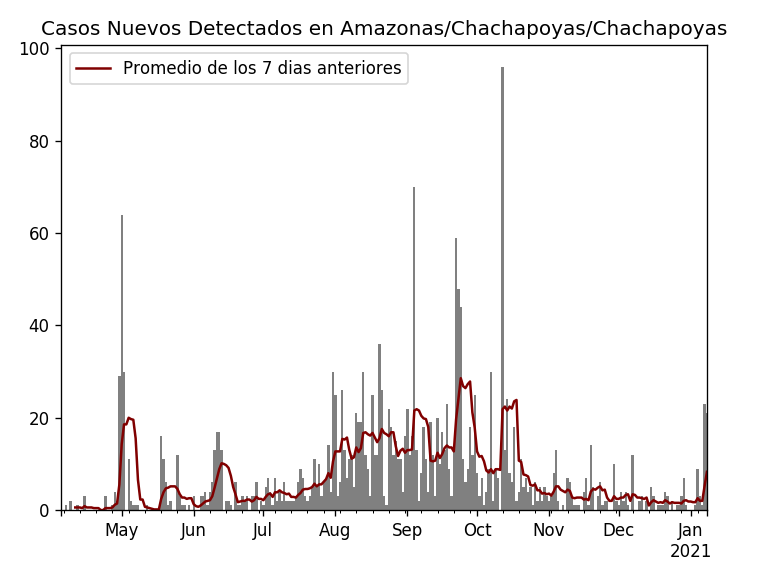 Casos Nuevos Detectados en Amazonas/Chachapoyas/Chachapoyas
Promedio de los 7 dias anteriores
100
80
60
40
20
0
May Jun Jul Aug Sep Oct Nov Dec Jan
2021